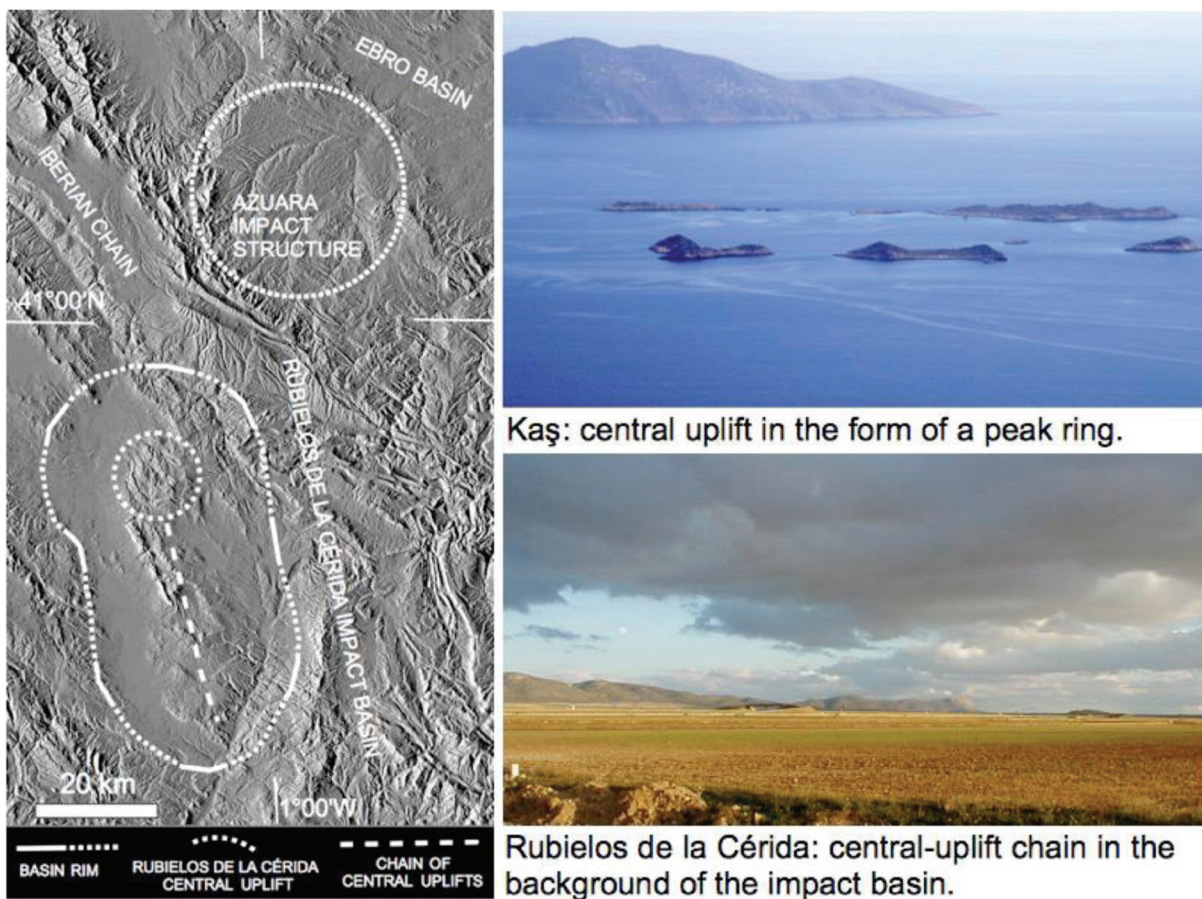 EBRO BASIN
IBERIAN CHAIN
AZUARA
IMPACT
STRUCTURE
41°00'N
RUBIELOS DE LA CÉRIDA IMPACT BASIN
20 km
1°00'W
BASIN RIM
RUBIELOS DE LA CÉRIDA
CENTRAL UPLIFT
CHAIN OF
CENTRAL UPLIFTS
Kaş: central uplift in the form of a peak ring.
Rubielos de la Cérida: central-uplift chain in the
background of the impact basin.